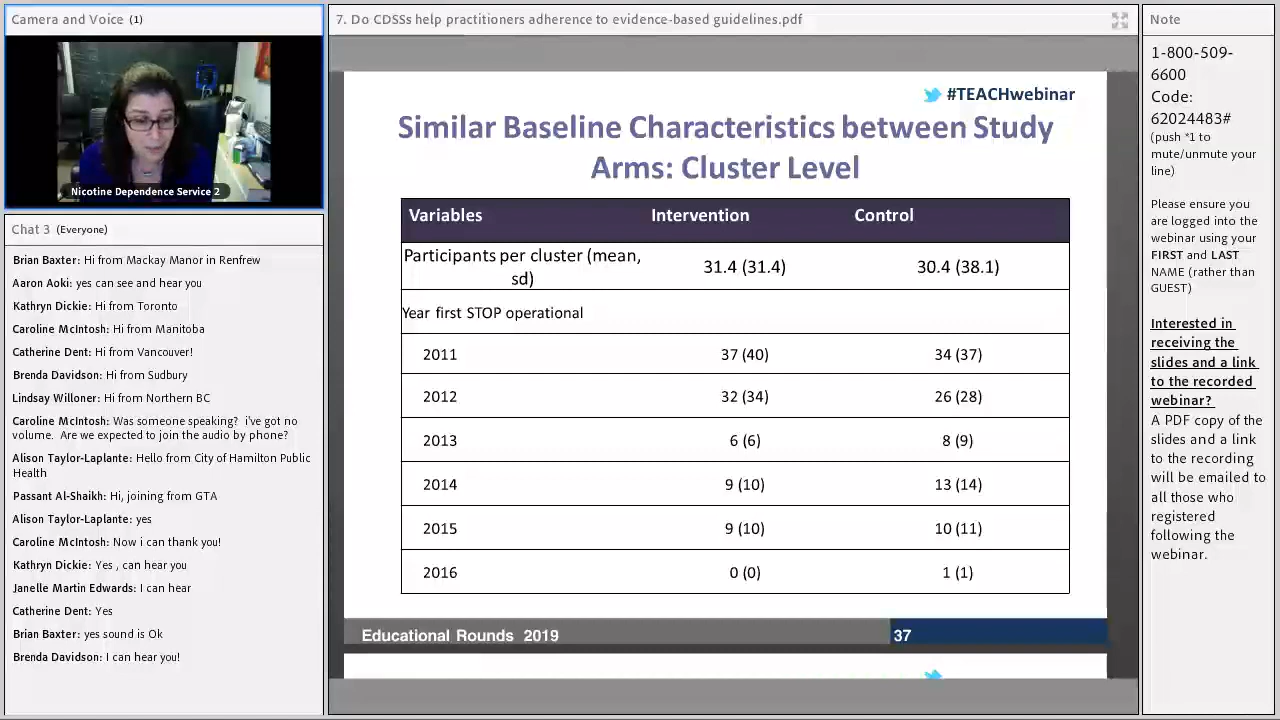 Camera and Voice (1)
Nicotine Dependence Service 2
Chat 3 (Everyone)
Brian Baxter: Hi from Mackay Manor in Renfrew
Aaron Aoki: yes can see and hear you
Kathryn Dickie: Hi from Toronto
Caroline McIntosh: Hi from Manitoba
Catherine Dent: Hi from Vancouver!
Brenda Davidson: Hi from Sudbury
Lindsay Willoner: Hi from Northern BC
Caroline McIntosh: Was someone speaking? i've got no
volume. Are we expected to join the audio by phone?
Alison Taylor-Laplante: Hello from City of Hamilton Public
Health
Passant Al-Shaikh: Hi, joining from GTA
Alison Taylor-Laplante: yes
Caroline McIntosh: Now i can thank you!
Kathryn Dickie: Yes , can hear you
Janelle Martin Edwards: I can hear
Catherine Dent: Yes
Brian Baxter: yes sound is Ok
Brenda Davidson: I can hear you!
7. Do CDSSs help practitioners adherence to evidence-based guidelines.pdf
#TEACHwebinar
Similar Baseline Characteristics between Study
Arms: Cluster Level
Variables Intervention Control
Participants per cluster (mean,
sd) 31.4 (31.4) 30.4 (38.1)
Year first STOP operational
2011 37 (40) 34 (37)
2012 32 (34) 26 (28)
2013 6 (6) 8 (9)
2014 9 (10) 13 (14)
2015 9 (10) 10 (11)
2016 0 (0) 1 (1)
Educational Rounds 2019 37
Note
1-800-509-
6600
Code:
62024483#
(push *1 to
mute/unmute your
line)
Please ensure you
are logged into the
webinar using your
FIRST and LAST
NAME (rather than
GUEST)
Interested in
receiving the
slides and a link
to the recorded
webinar?
A PDF copy of the
slides and a link
to the recording
will be emailed to
all those who
registered
following the
webinar.